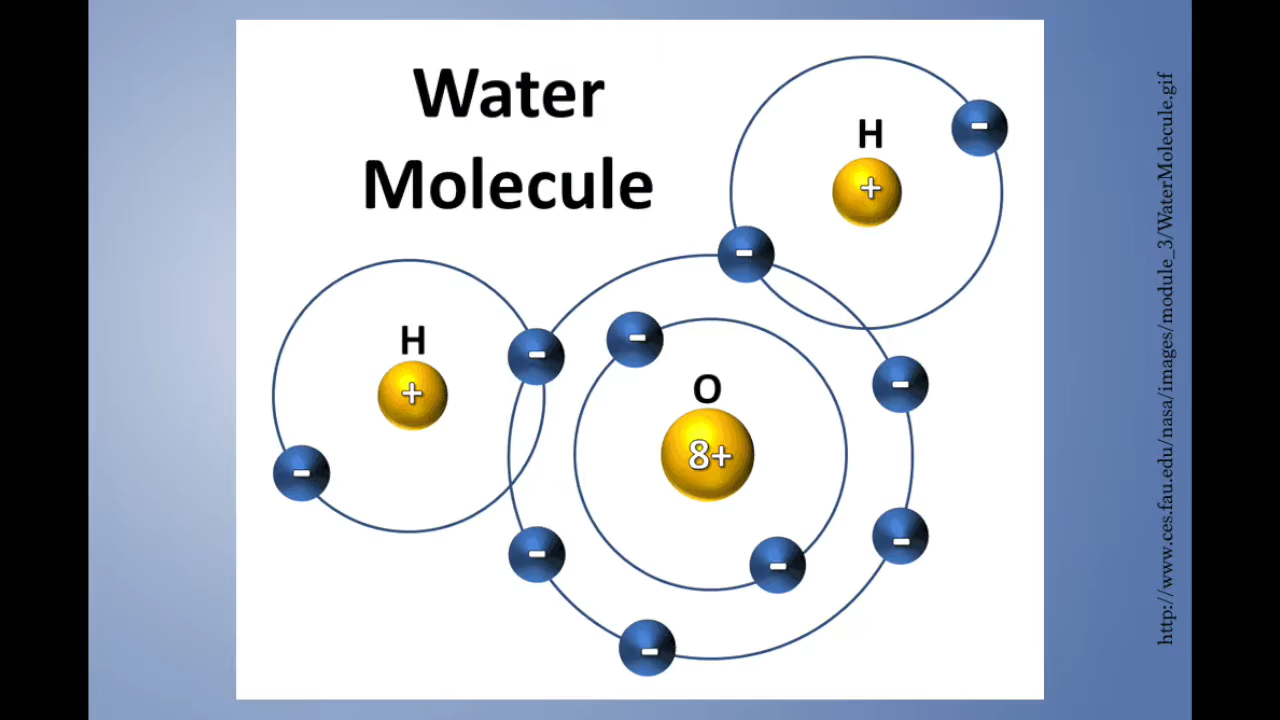 Water
Molecule
H
+
-
-
H
+
-
-
O
8+
-
-
-
-
-
-
http://www.ces.fau.edu/nasa/images/module_3/WaterMolecule.gif